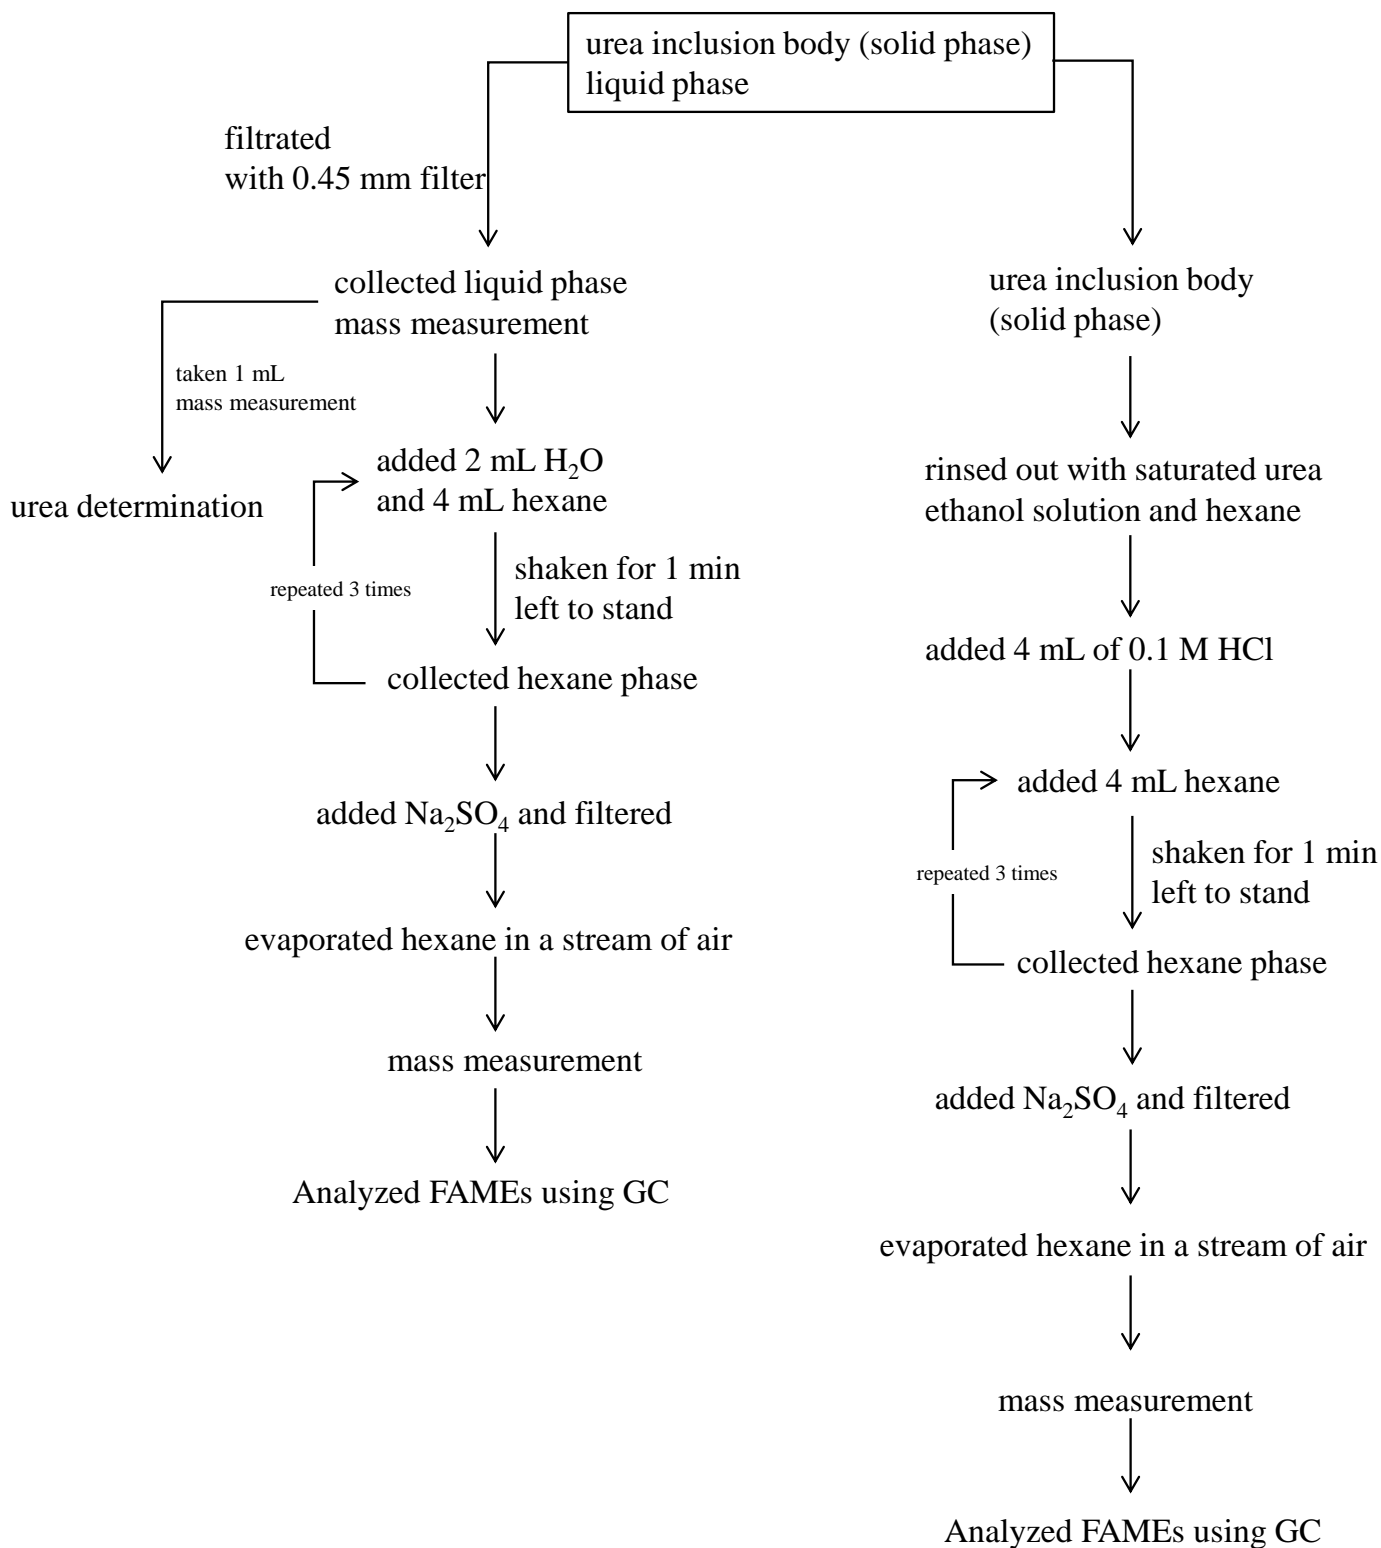 urea inclusion body (solid phase)
liquid phase
filtrated
with 0.45 mm filter
collected liquid phase
mass measurement
taken 1 mL
mass measurement
urea determination
added 2 mL H₂O
and 4 mL hexane
repeated 3 times
shaken for 1 min
left to stand
collected hexane phase
added Na₂SO₄ and filtered
evaporated hexane in a stream of air
mass measurement
Analyzed FAMEs using GC
urea inclusion body
(solid phase)
rinsed out with saturated urea
ethanol solution and hexane
added 4 mL of 0.1 M HCl
added 4 mL hexane
repeated 3 times
shaken for 1 min
left to stand
collected hexane phase
added Na₂SO₄ and filtered
evaporated hexane in a stream of air
mass measurement
Analyzed FAMEs using GC